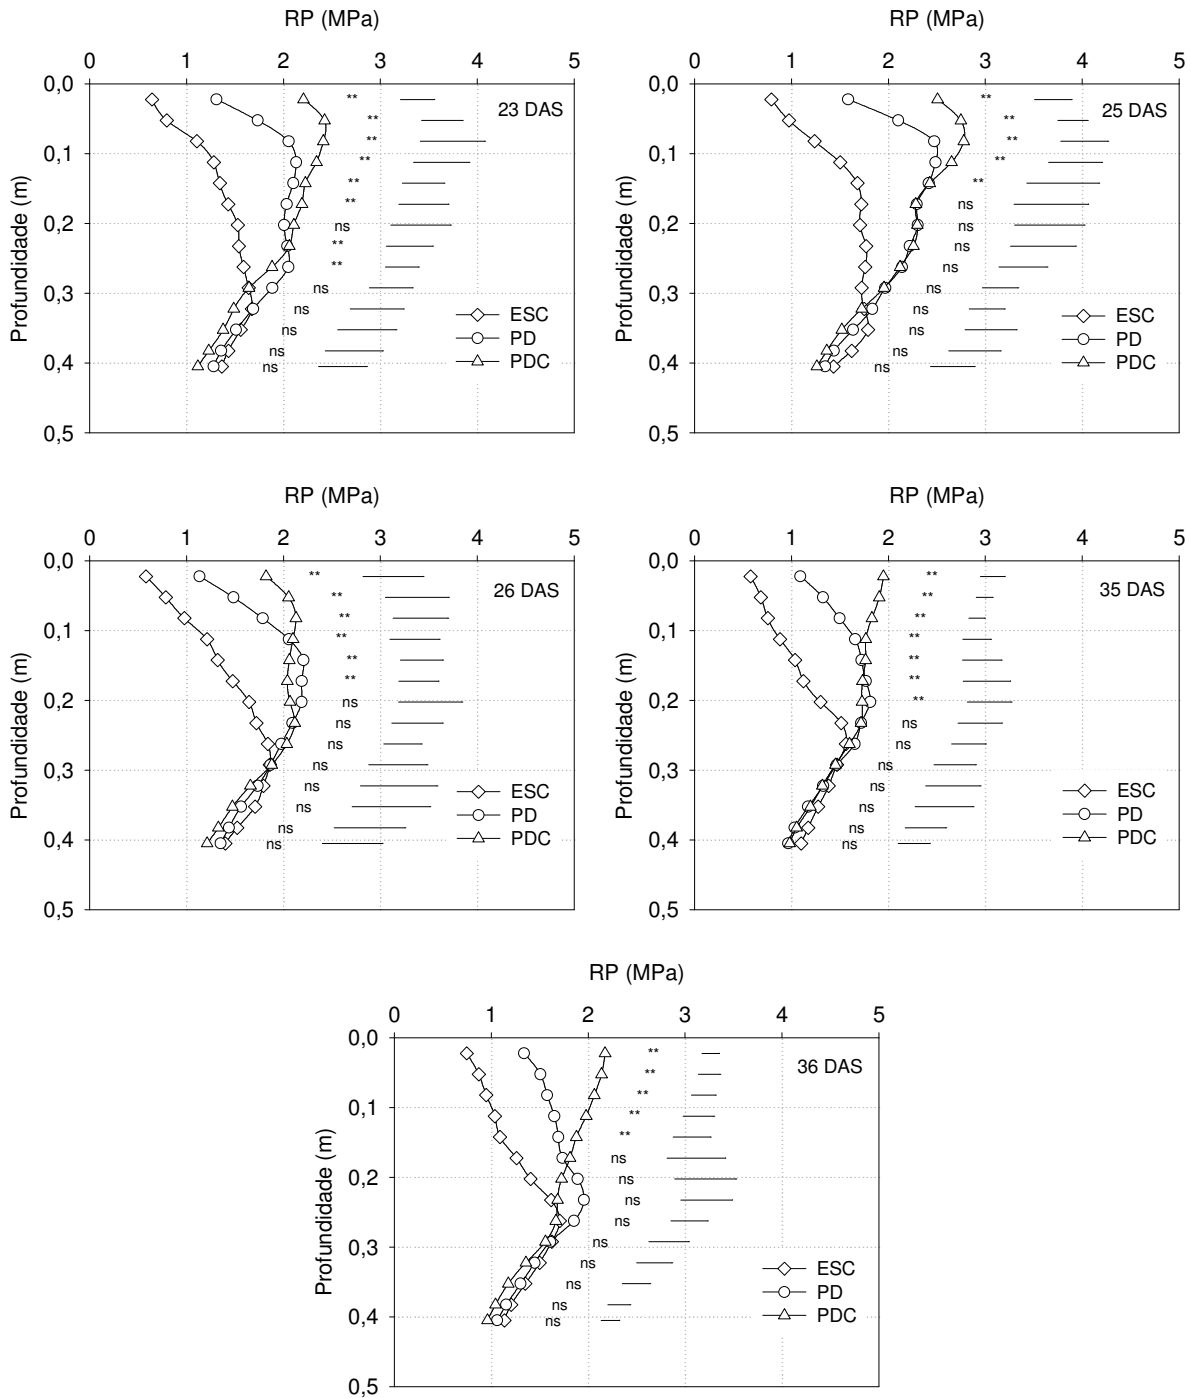 RP (MPa)
0 1 2 3 4 5
0,0
** 23 DAS
**
**
0,1
**
**
**
0,2
ns
**
**
0,3
ns
ns
ESC
ns
PD
ns
PDC
0,4
ns
0,5
Profundidade (m)
RP (MPa)
0 1 2 3 4 5
0,0
** 25 DAS
**
**
0,1
**
**
ns
0,2
ns
ns
ns
0,3
ns
ns
ESC
ns
PD
ns
PDC
0,4
ns
0,5
Profundidade (m)
RP (MPa)
0 1 2 3 4 5
0,0
** 26 DAS
**
**
0,1
**
**
**
0,2
ns
ns
ns
0,3
ns
ns
ESC
ns
PD
ns
PDC
0,4
ns
0,5
Profundidade (m)
RP (MPa)
0 1 2 3 4 5
0,0
** 35 DAS
**
**
0,1
**
**
**
0,2
**
ns
ns
0,3
ns
ns
ESC
ns
PD
ns
PDC
0,4
ns
0,5
Profundidade (m)
RP (MPa)
0 1 2 3 4 5
0,0
** 36 DAS
**
**
0,1
**
**
ns
0,2
ns
ns
ns
0,3
ns
ns
ESC
ns
PD
ns
PDC
0,4
ns
0,5
Profundidade (m)